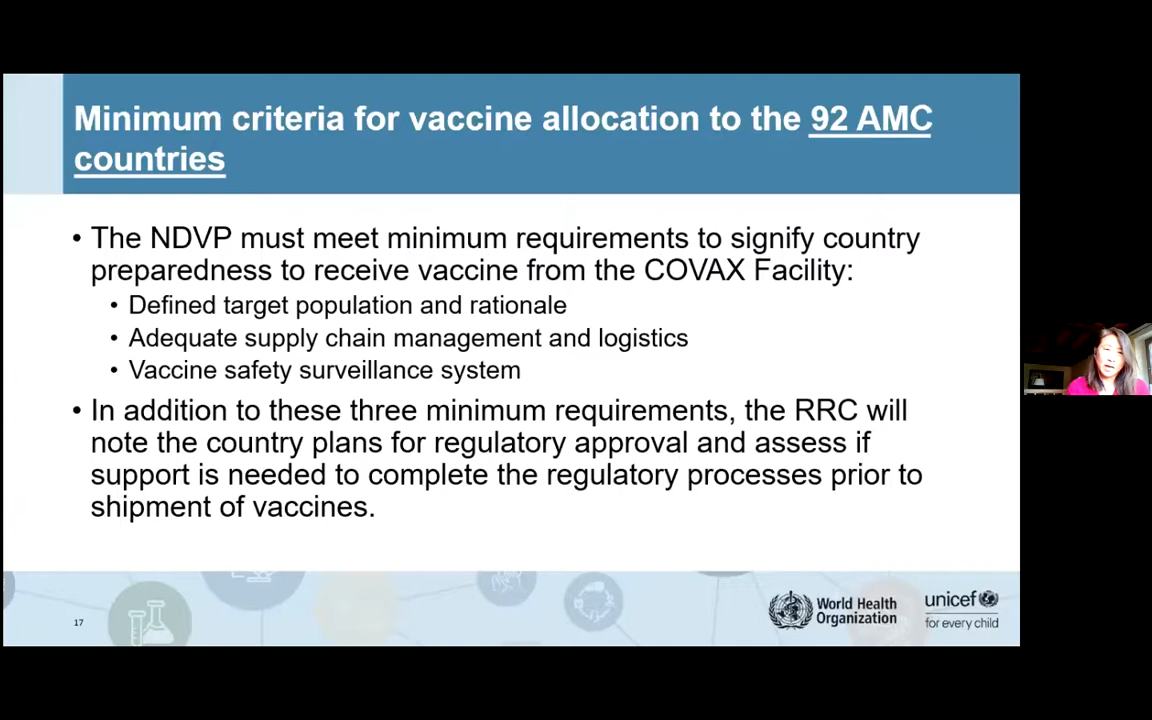 Minimum criteria for vaccine allocation to the 92 AMC
countries
• The NDVP must meet minimum requirements to signify country
preparedness to receive vaccine from the COVAX Facility:
• Defined target population and rationale
• Adequate supply chain management and logistics
• Vaccine safety surveillance system
• In addition to these three minimum requirements, the RRC will
note the country plans for regulatory approval and assess if
support is needed to complete the regulatory processes prior to
shipment of vaccines.
17
World Health
Organization
unicef
for every child